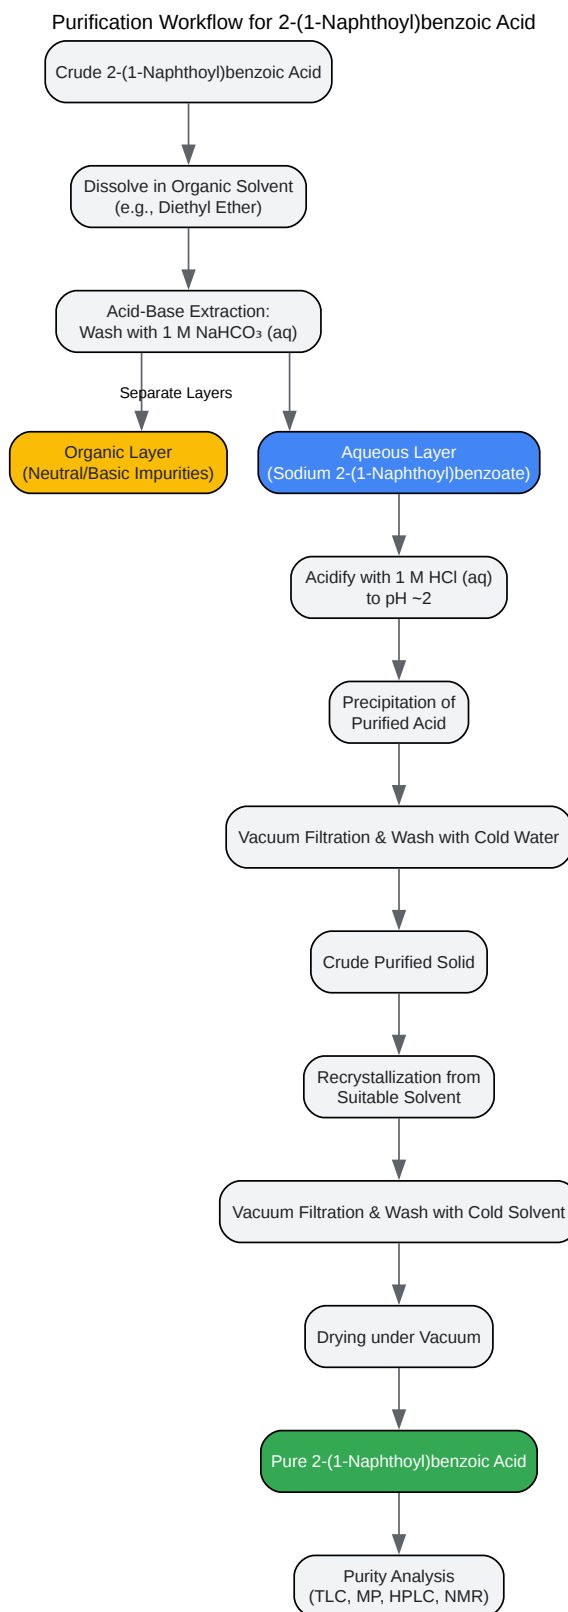 Purification Workflow for 2-(1-Naphthoyl)benzoic Acid
Crude 2-(1-Naphthoyl)benzoic Acid
Dissolve in Organic Solvent
(e.g., Diethyl Ether)
Acid-Base Extraction:
Wash with 1 M NaHCO₃ (aq)
Separate Layers
Organic Layer
(Neutral/Basic Impurities)
Aqueous Layer
(Sodium 2-(1-Naphthoyl)benzoate)
Acidify with 1 M HCl (aq)
to pH ~2
Precipitation of
Purified Acid
Vacuum Filtration & Wash with Cold Water
Crude Purified Solid
Recrystallization from
Suitable Solvent
Vacuum Filtration & Wash with Cold Solvent
Drying under Vacuum
Pure 2-(1-Naphthoyl)benzoic Acid
Purity Analysis
(TLC, MP, HPLC, NMR)